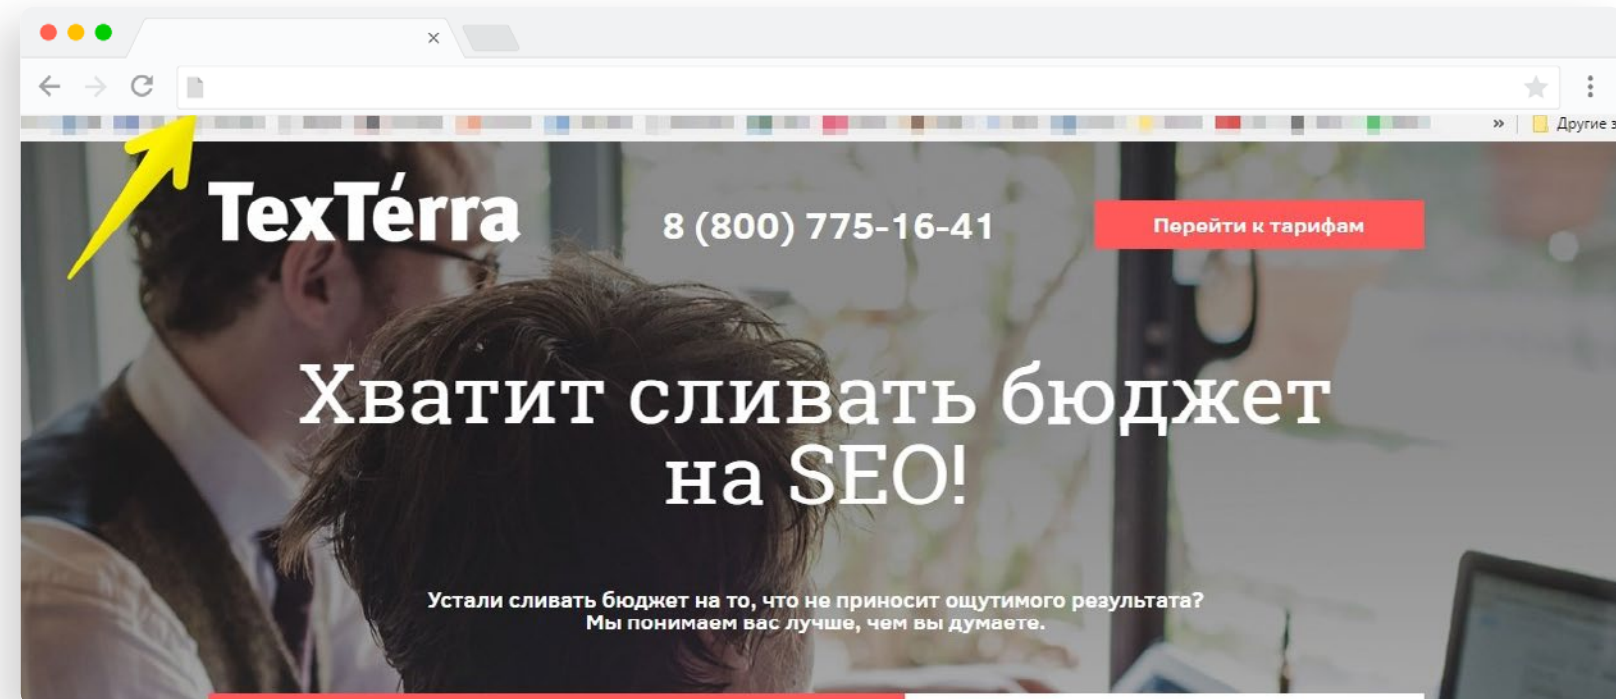 » Другие з
TexTérra
8 (800) 775-16-41
Перейти к тарифам
Хватит сливать бюджет
на SEO!
Устали сливать бюджет на то, что не приносит ощутимого результата?
Мы понимаем вас лучше, чем вы думаете.